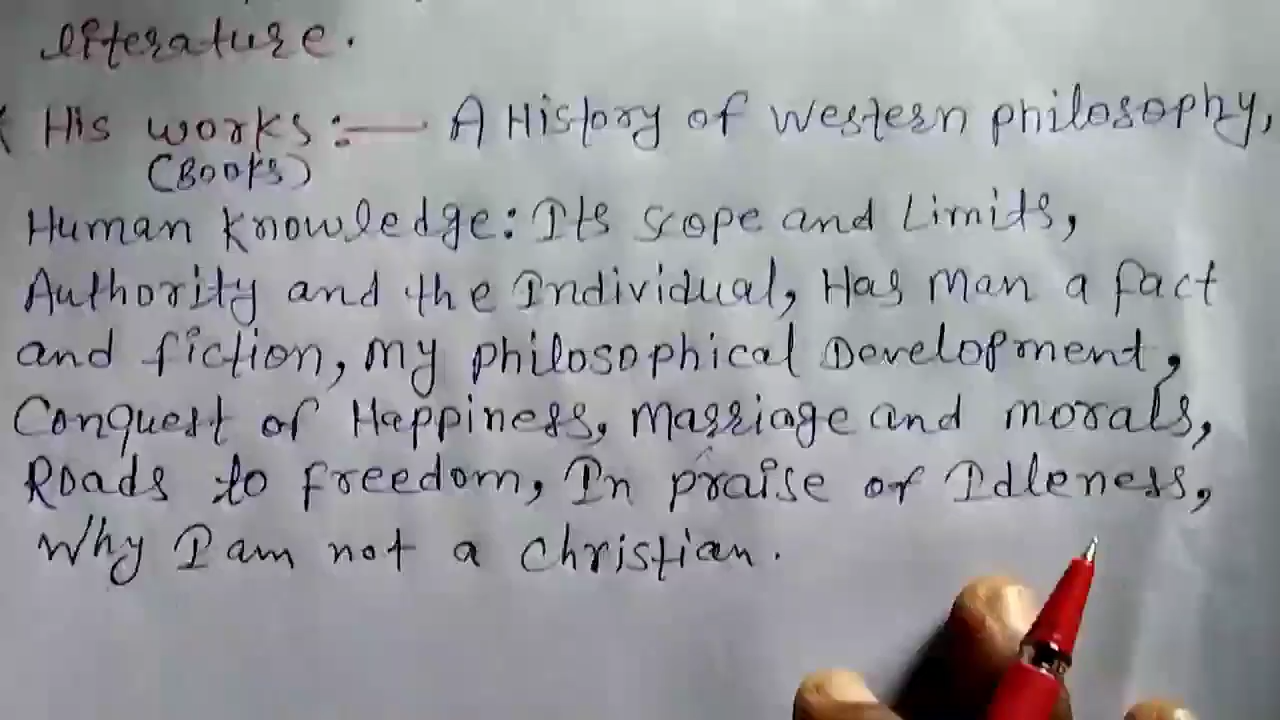 literature.
His works :— A History of Western philosophy,
(Books)
Human Knowledge: Its scope and Limits,
Authority and the Individual, Has Man a fact
and fiction, My philosophical Development,
Conquest of Happiness, Marriage and morals,
Roads to freedom, In praise of Idleness,
Why I am not a Christian.